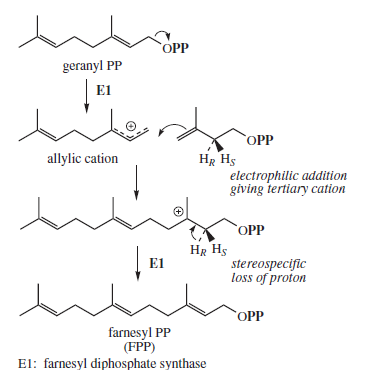 OPP
geranyl PP
E1
⊕
OPP
allylic cation
H_R H_S
electrophilic addition
giving tertiary cation
⊕
OPP
H_R H_S
E1
stereospecific
loss of proton
OPP
farnesyl PP
(FPP)
E1: farnesyl diphosphate synthase